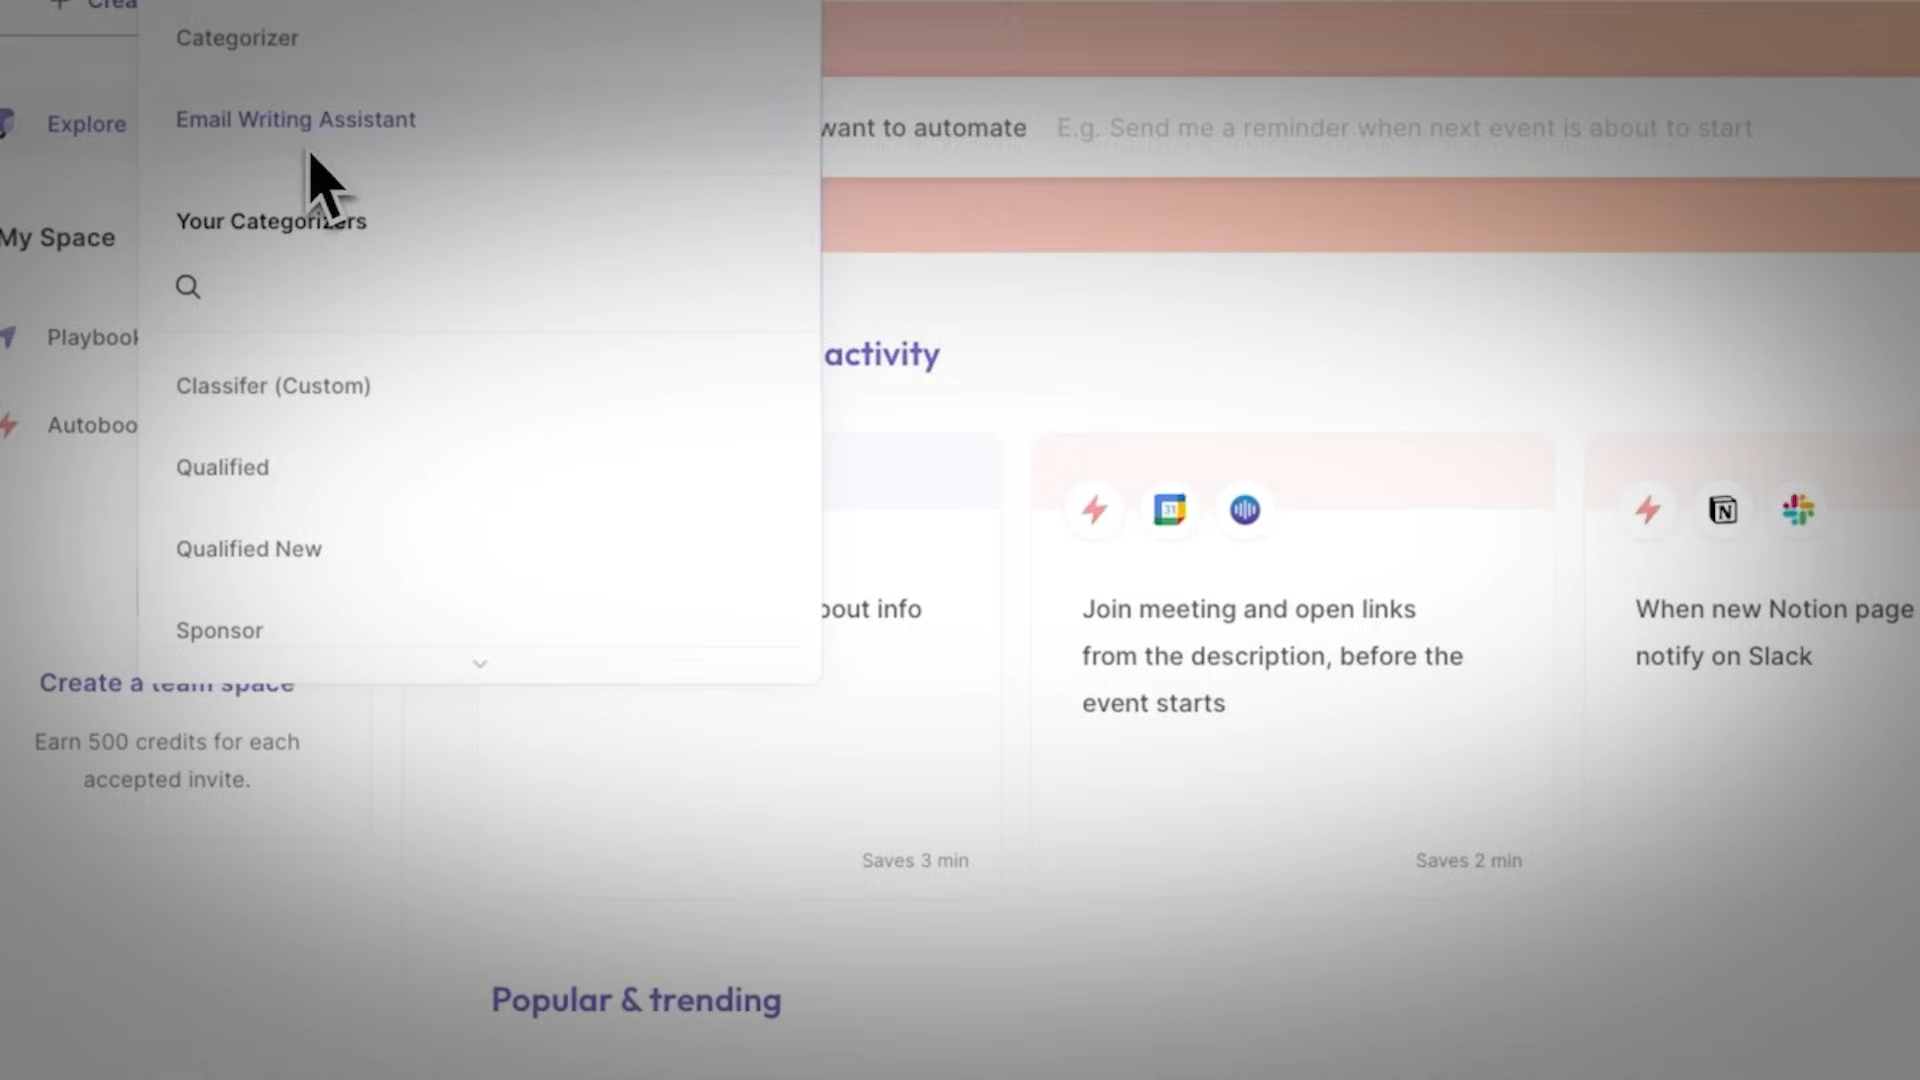 Crea
Categorizer
Email Writing Assistant
Your Categorizers
Classifer (Custom)
Qualified
Qualified New
Sponsor
Explore
My Space
Playbook
Autoboo
Create a team space
Earn 500 credits for each
accepted invite.
want to automate
E.g. Send me a reminder when next event is about to start
activity
bout info
Saves 3 min
31
Join meeting and open links
from the description, before the
event starts
Saves 2 min
N
When new Notion page
notify on Slack
Popular & trending